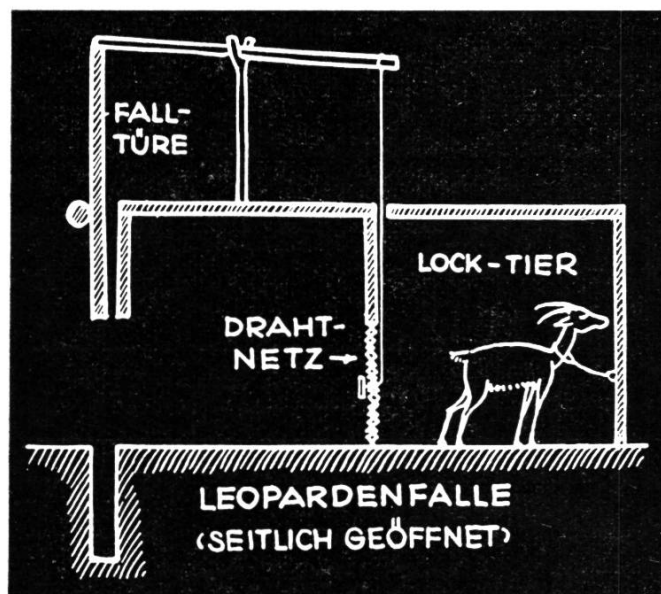 FALL-
TÜRE
LOCK-TIER
DRAHT-
NETZ
LEOPARDENFALLE
(SEITLICH GEÖFFNET)